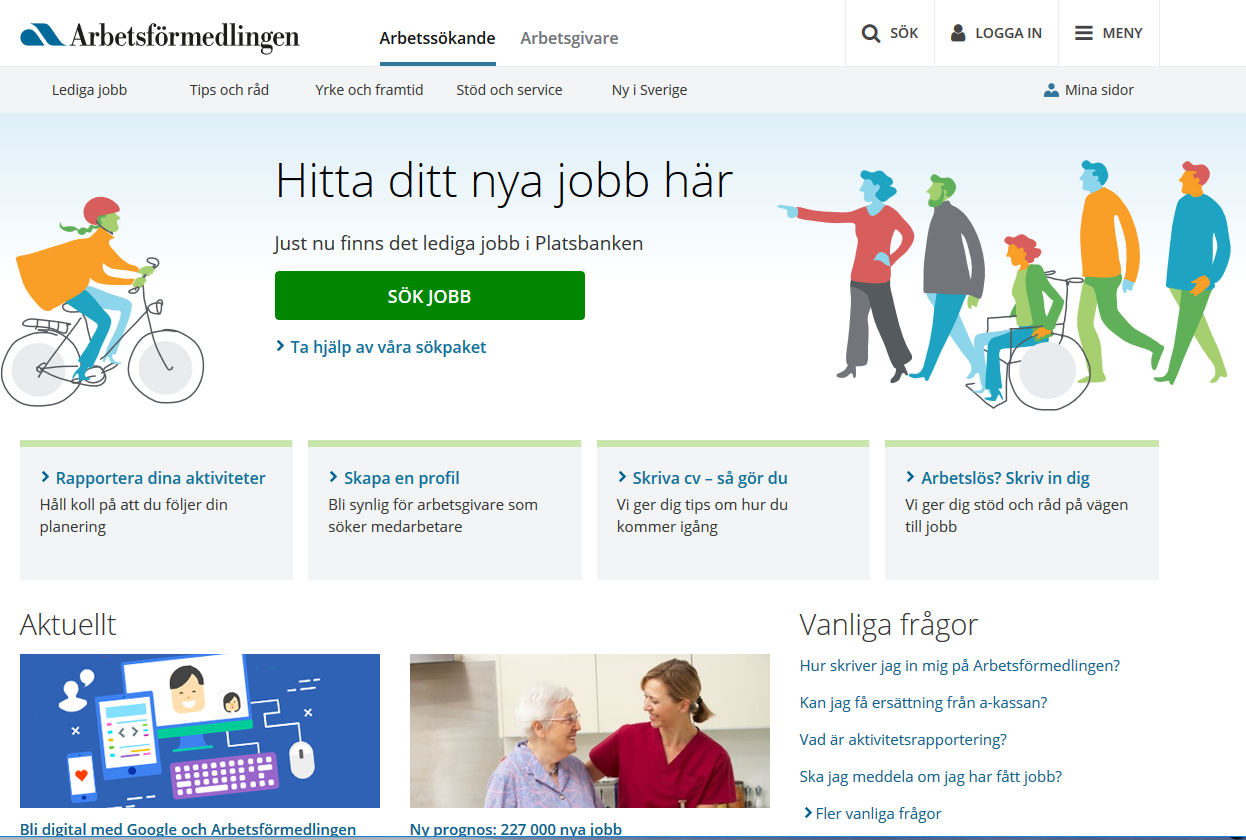 Arbetsförmedlingen
Arbetssökande
Arbetsgivare
SÖK
LOGGA IN
MENY
Lediga jobb
Tips och råd
Yrke och framtid
Stöd och service
Ny i Sverige
Mina sidor
Hitta ditt nya jobb här
Just nu finns det lediga jobb i Platsbanken
SÖK JOBB
Ta hjälp av våra sökpaket
Rapportera dina aktiviteter
Håll koll på att du följer din
planering
Skapa en profil
Bli synlig för arbetsgivare som
söker medarbetare
Skriva cv – så gör du
Vi ger dig tips om hur du
kommer igång
Arbetslös? Skriv in dig
Vi ger dig stöd och råd på vägen
till jobb
Aktuellt
Bli digital med Google och Arbetsförmedlingen
Ny prognos: 227 000 nya jobb
Vanliga frågor
Hur skriver jag in mig på Arbetsförmedlingen?
Kan jag få ersättning från a-kassan?
Vad är aktivitetsrapportering?
Ska jag meddela om jag har fått jobb?
Fler vanliga frågor